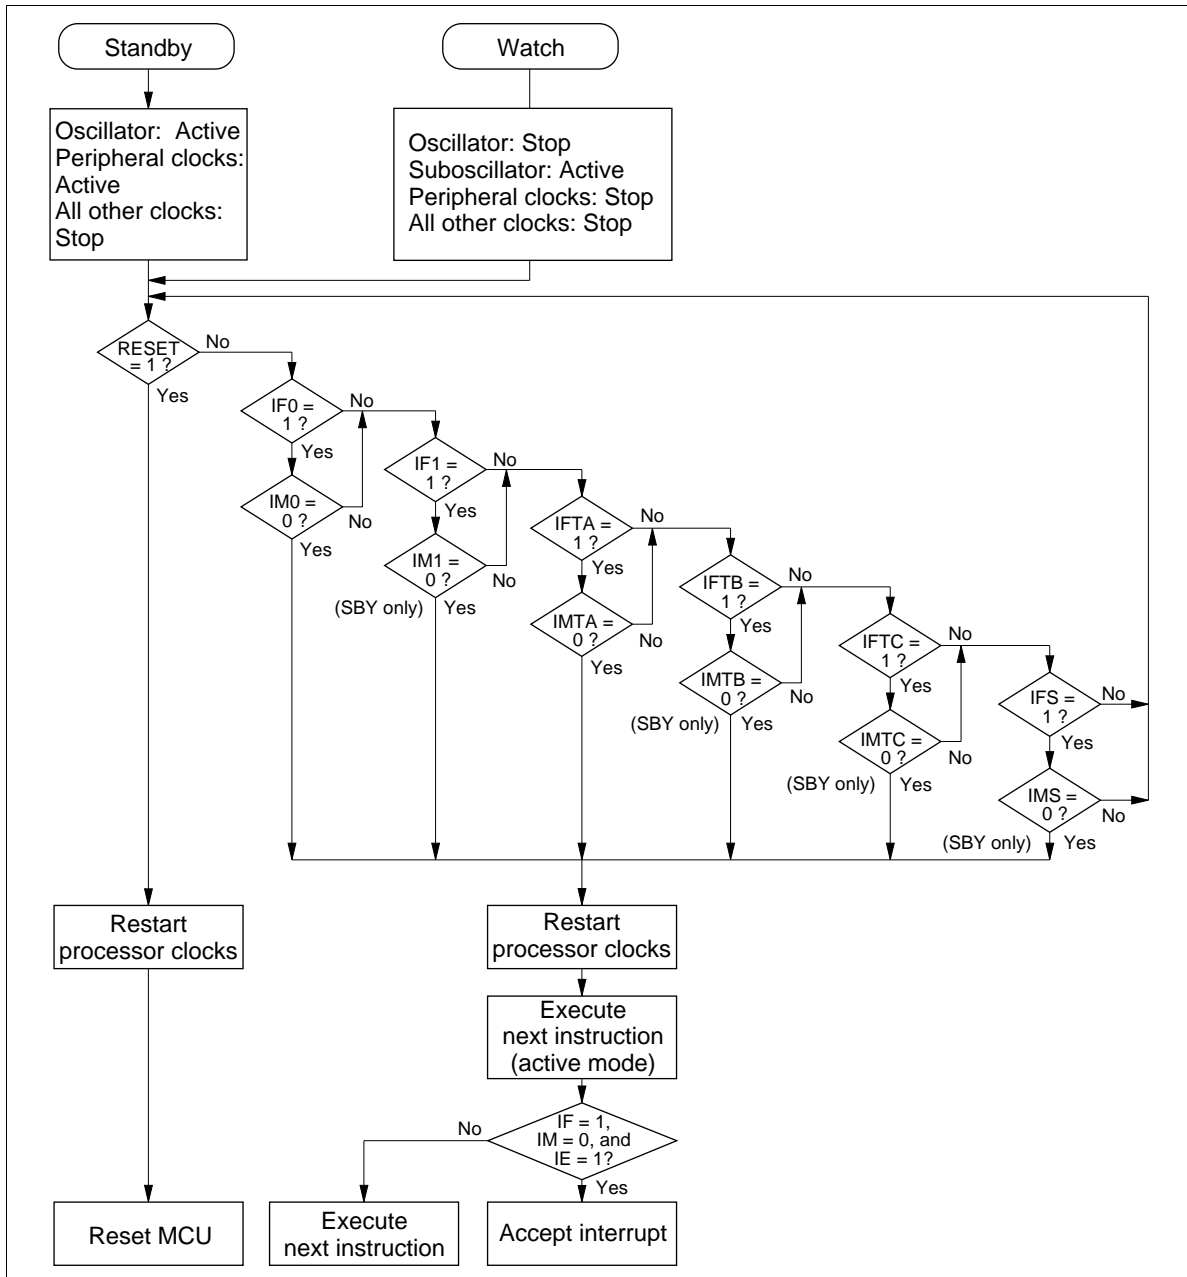 Standby
Watch
Oscillator: Active
Peripheral clocks:
Active
All other clocks:
Stop
Oscillator: Stop
Suboscillator: Active
Peripheral clocks: Stop
All other clocks: Stop
RESET
= 1 ?
No
Yes
IF0 =
1 ?
No
Yes
IM0 =
0 ?
No
Yes
IF1 =
1 ?
No
Yes
IM1 =
0 ?
No
(SBY only)
Yes
IFTA =
1 ?
No
Yes
IMTA =
0 ?
No
Yes
IFTB =
1 ?
No
Yes
IMTB =
0 ?
No
(SBY only)
Yes
IFTC =
1 ?
No
Yes
IMTC =
0 ?
No
(SBY only)
Yes
IFS =
1 ?
No
Yes
IMS =
0 ?
No
(SBY only)
Yes
Restart
processor clocks
Restart
processor clocks
Execute
next instruction
(active mode)
IF = 1,
IM = 0, and
IE = 1?
No
Yes
Reset MCU
Execute
next instruction
Accept interrupt